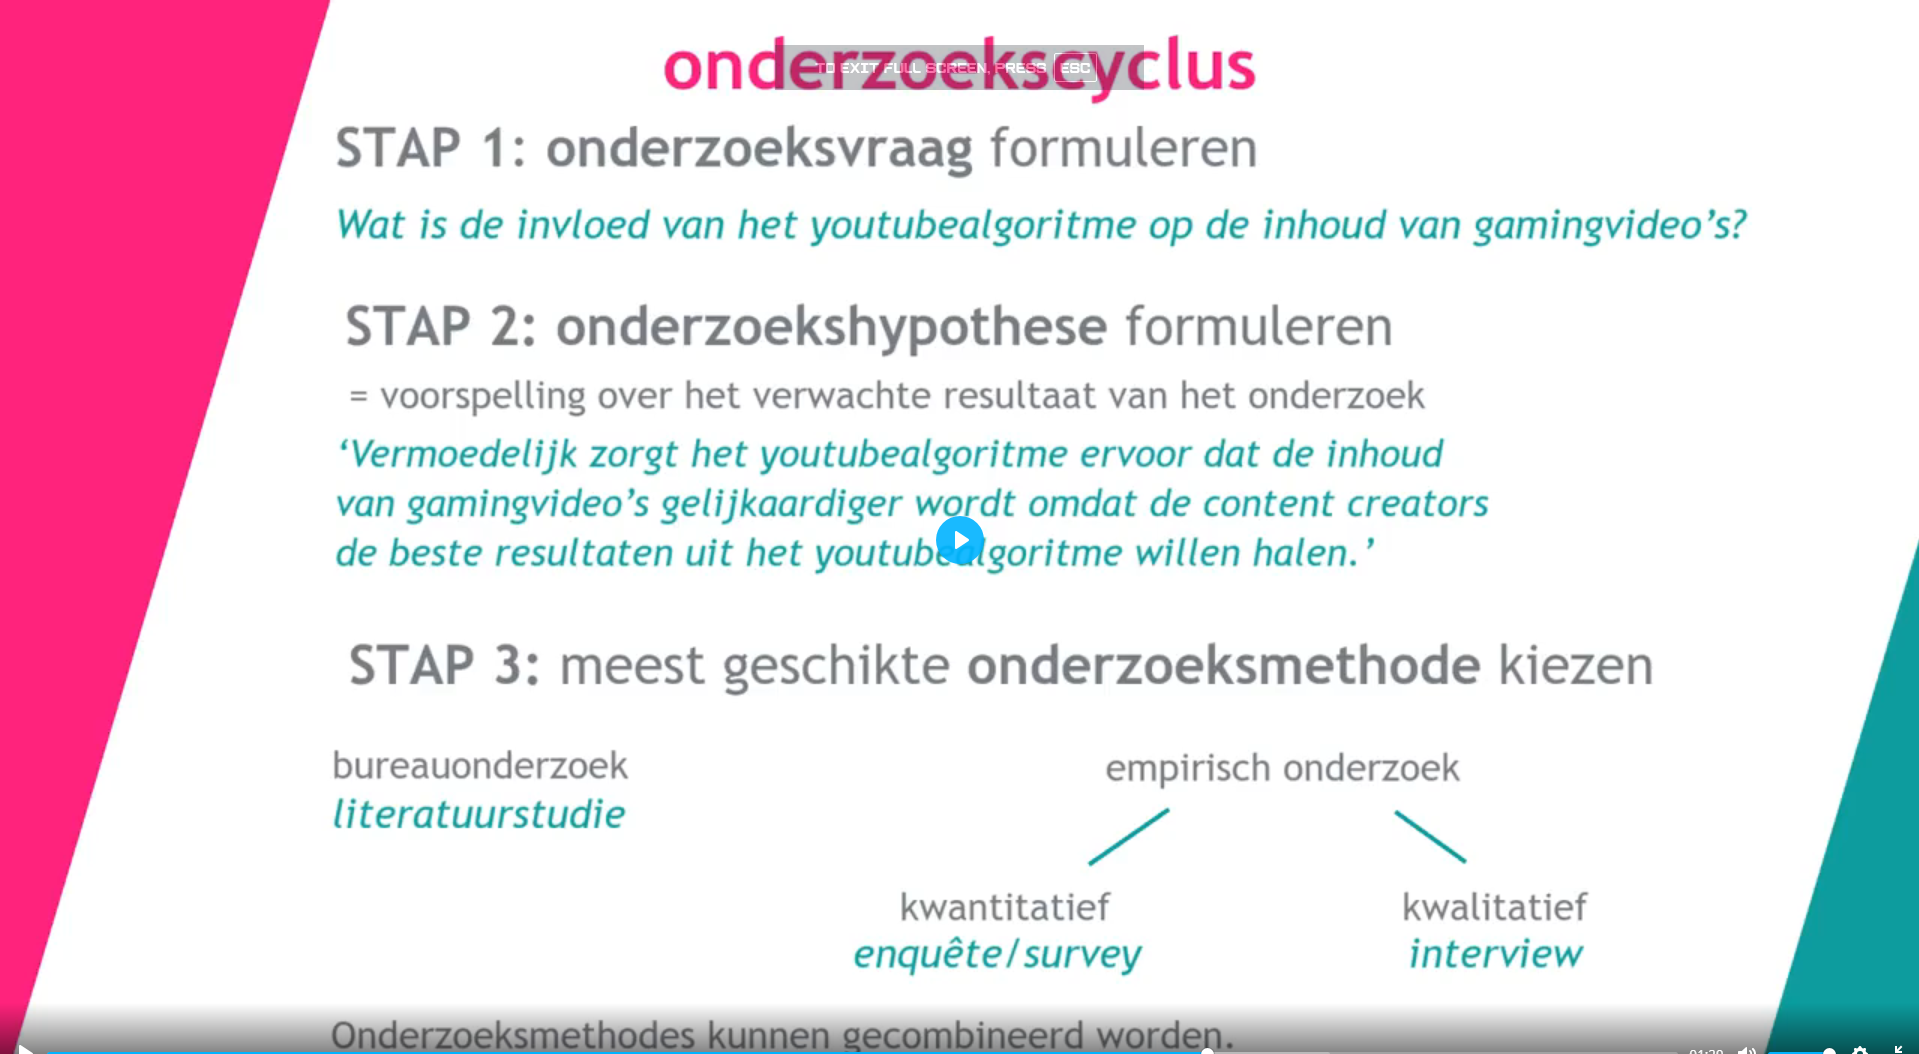 onderzoekscyclus
TO EXIT FULL SCREEN, PRESS ESC
STAP 1: onderzoeksvraag formuleren
Wat is de invloed van het youtubealgoritme op de inhoud van gamingvideo’s?
STAP 2: onderzoekshypothese formuleren
= voorspelling over het verwachte resultaat van het onderzoek
‘Vermoedelijk zorgt het youtubealgoritme ervoor dat de inhoud
van gamingvideo’s gelijkaardiger wordt omdat de content creators
de beste resultaten uit het youtubealgoritme willen halen.’
STAP 3: meest geschikte onderzoeksmethode kiezen
bureauonderzoek
literatuurstudie
empirisch onderzoek
kwantitatief
enquête/survey
kwalitatief
interview
Onderzoeksmethodes kunnen gecombineerd worden.